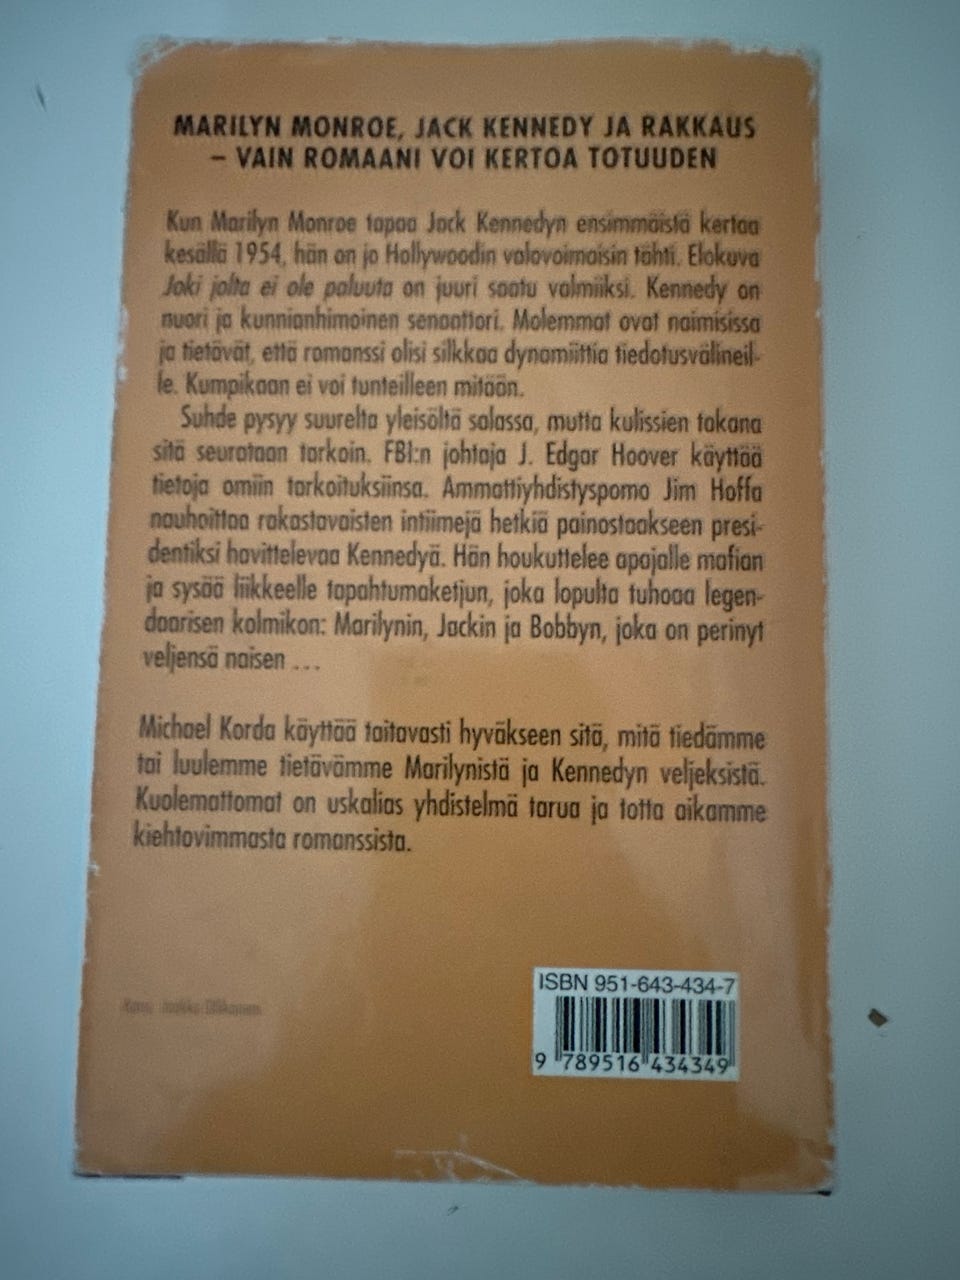 MARILYN MONROE, JACK KENNEDY JA RAKKAUS
– VAIN ROMAANI VOI KERTOA TOTUUDEN
Kun Marilyn Monroe tapaa Jack Kennedyn ensimmäistä kertaa
kesällä 1954, hän on jo Hollywoodin valovoimaisin tähti. Elokuva
Joki jolta ei ole paluuta on juuri saatu valmiiksi. Kennedy on
nuori ja kunnianhimoinen senaattori. Molemmat ovat naimisissa
ja tietävät, että romanssi olisi silkkaa dynamiittia tiedotusvälineil-
le. Kumpikaan ei voi tunteilleen mitään.
Suhde pysyy suurelta yleisöltä salassa, mutta kulissien takana
sitä seurataan tarkoin. FBI:n johtaja J. Edgar Hoover käyttää
tietoja omiin tarkoituksiinsa. Ammattiyhdistyspomo Jim Hoffa
nauhoittaa rakastavaisten intiimejä hetkiä painostaakseen presi-
dentiksi havittelevaa Kennedyä. Hän houkuttelee apajalle mafian
ja sysää liikkeelle tapahtumaketjun, joka lopulta tuhoaa legen-
daarisen kolmikon: Marilynin, Jackin ja Bobbyn, joka on perinyt
veljensä naisen ...
Michael Korda käyttää taitavasti hyväkseen sitä, mitä tiedämme
tai luulemme tietävämme Marilynistä ja Kennedyn veljeksistä.
Kuolemattomat on uskalias yhdistelmä tarua ja totta aikamme
kiehtovimmasta romanssista.
ISBN 951-643-434-7
9 789516 434349